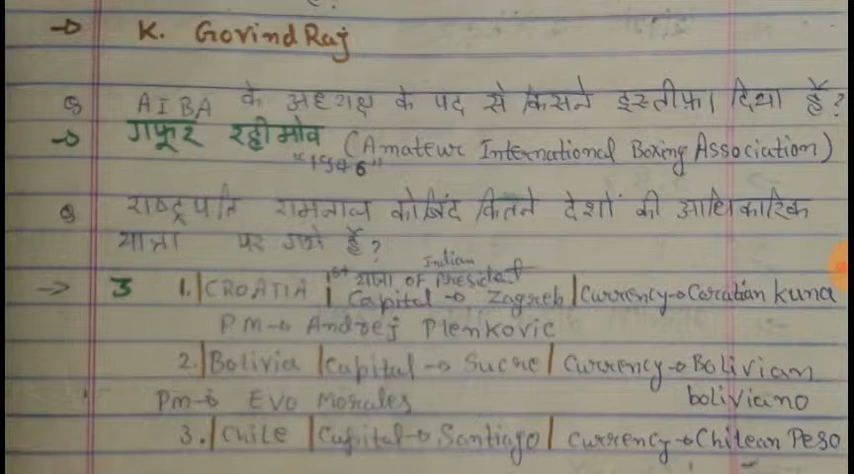 → K. Govind Raj
Q AIBA के अध्यक्ष के पद से किसने इस्तीफा दिया हैं?
→ गफूर रहीमोव (Amateur International Boxing Association)
"1946"
Q राष्ट्रपति रामनाथ कोबिंद कितने देशों की आधिकारिक
यात्रा पर गये हैं?
→ 3 1.|CROATIA | 1st यात्रा OF Indian President
| Capital → Zagreb | Currency → Coratian kuna
PM → Andrej Plenkovic
2.|Bolivia |Capital → Sucre| Currency → Bolivian
Pm → Evo Morales boliviano
3.|Chile |Capital → Santiago| Currency → Chilean Peso